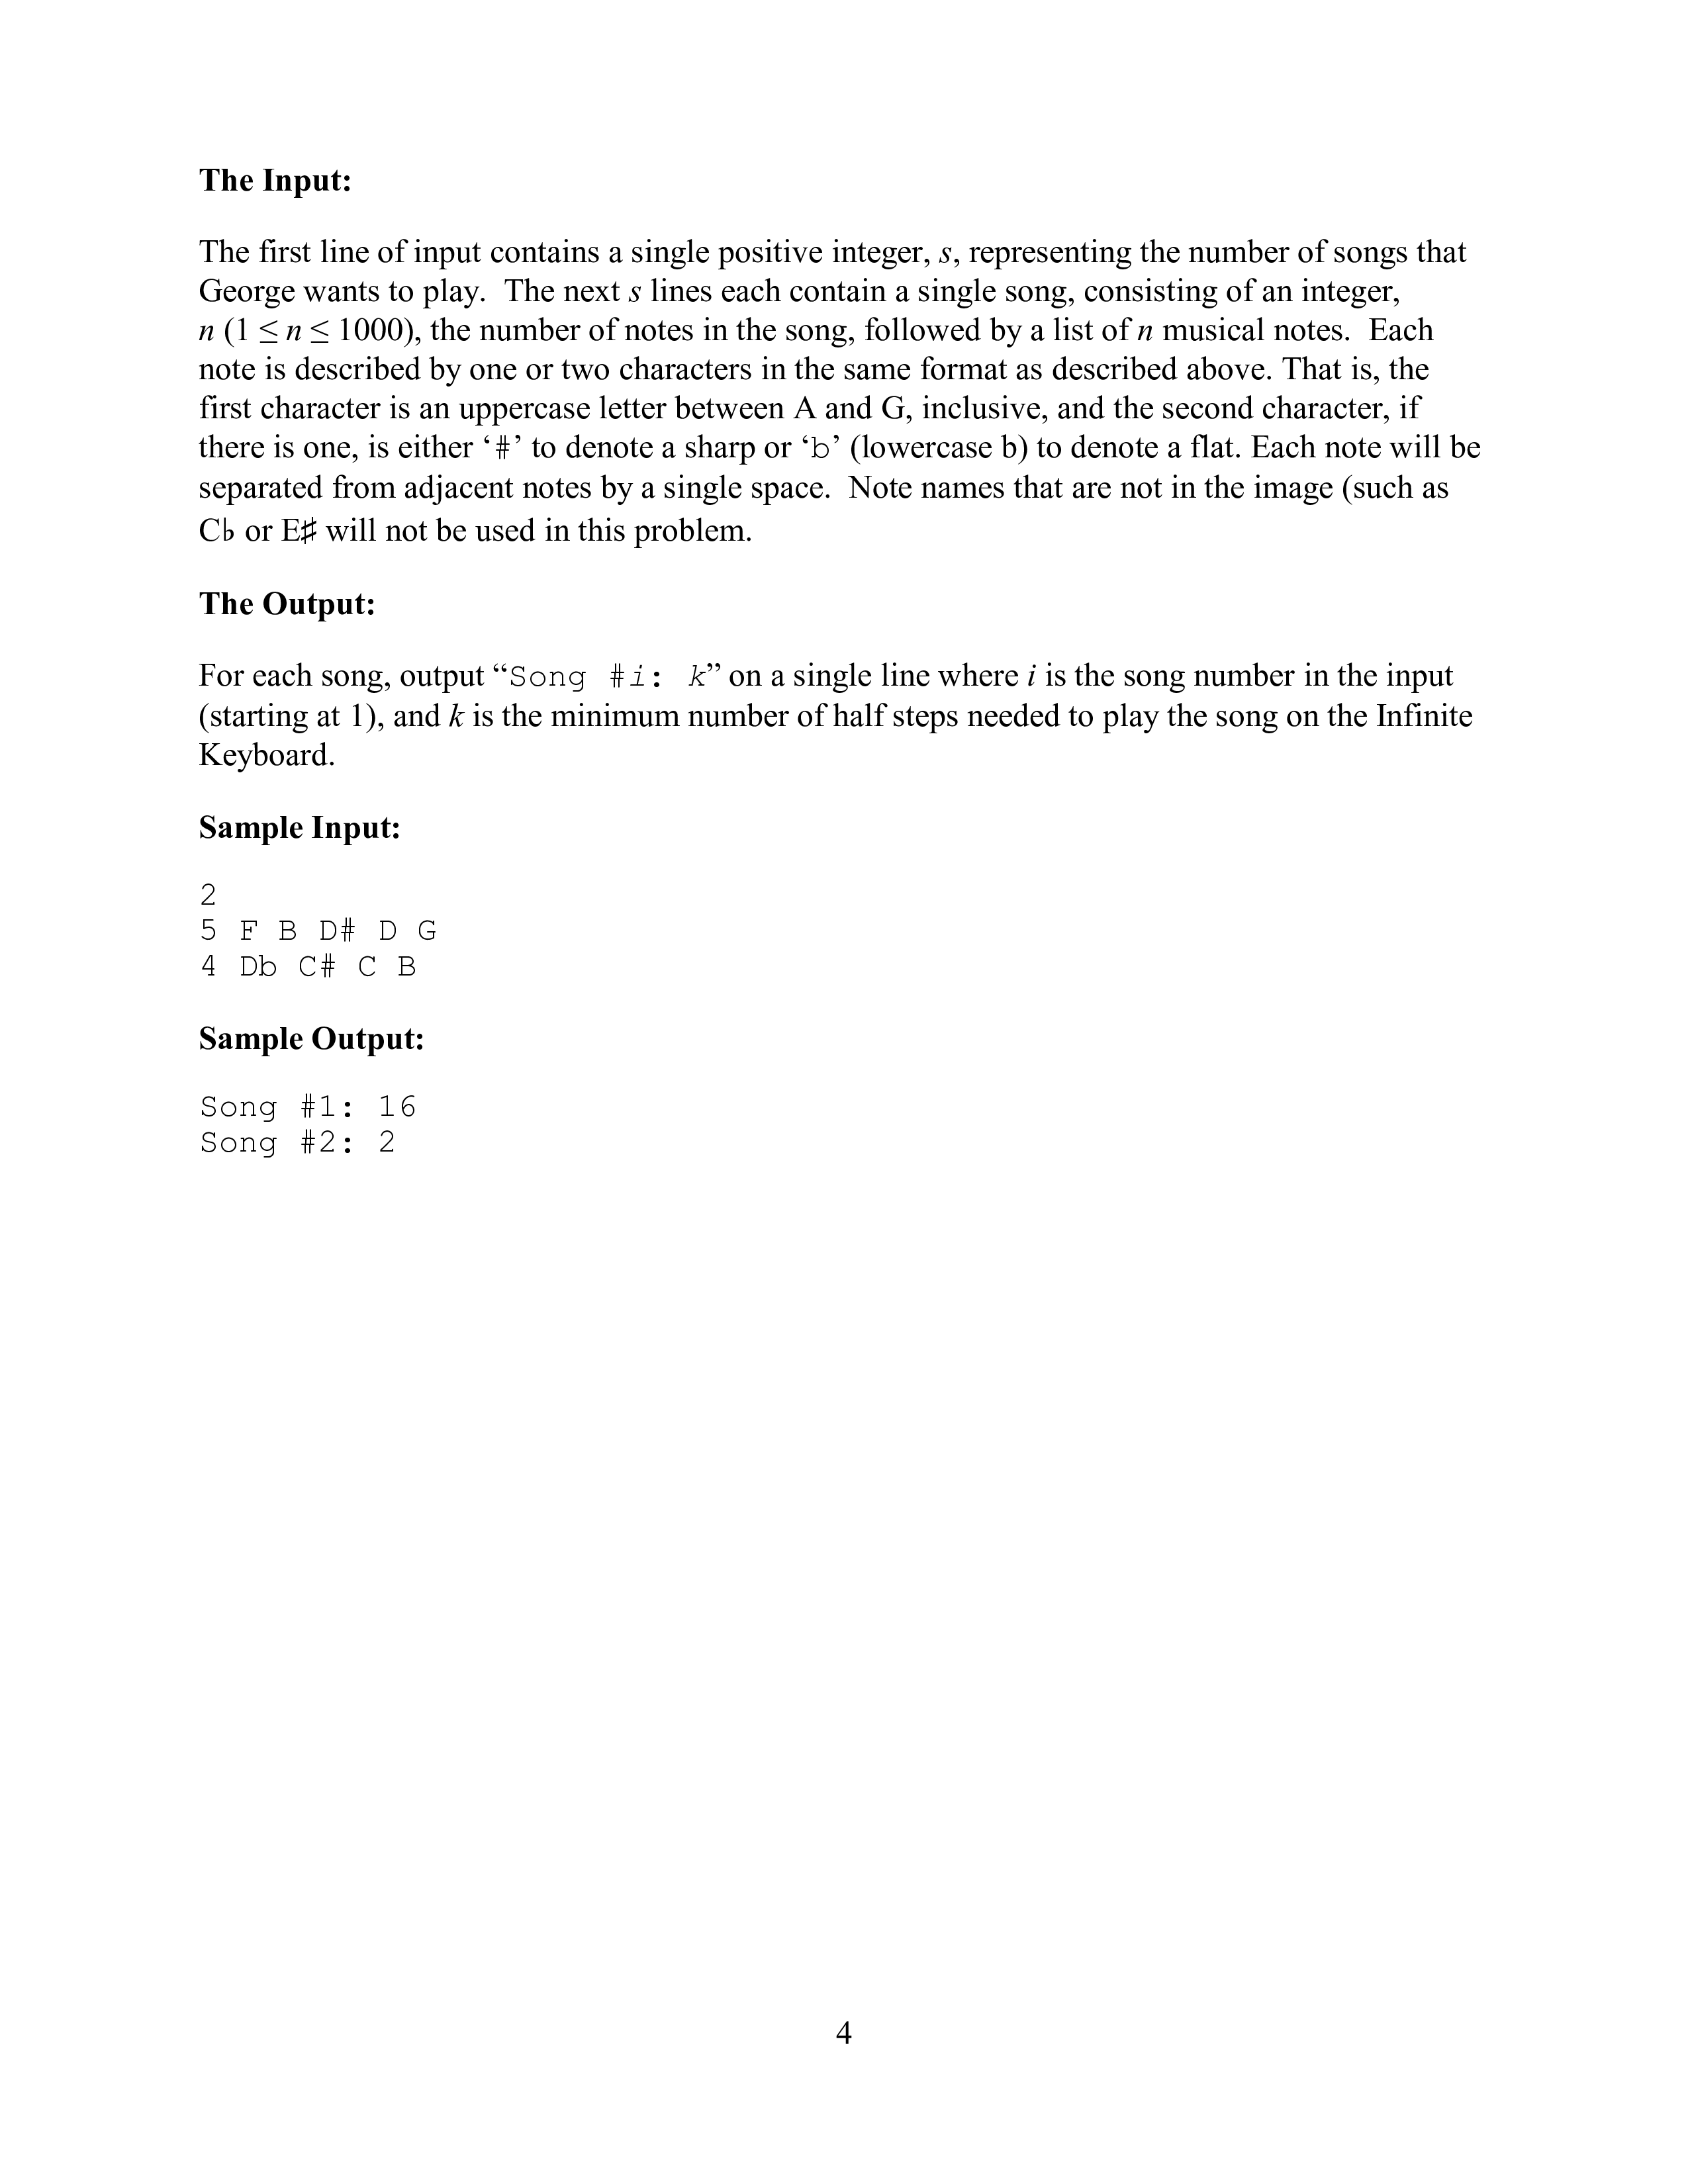 The Input:
The first line of input contains a single positive integer, s, representing the number of songs that
George wants to play.  The next s lines each contain a single song, consisting of an integer,
n (1 ≤ n ≤ 1000), the number of notes in the song, followed by a list of n musical notes.  Each
note is described by one or two characters in the same format as described above. That is, the
first character is an uppercase letter between A and G, inclusive, and the second character, if
there is one, is either ‘#’ to denote a sharp or ‘b’ (lowercase b) to denote a flat. Each note will be
separated from adjacent notes by a single space.  Note names that are not in the image (such as
C♭ or E♯ will not be used in this problem.
The Output:
For each song, output “Song #i: k” on a single line where i is the song number in the input
(starting at 1), and k is the minimum number of half steps needed to play the song on the Infinite
Keyboard.
Sample Input:
2
5 F B D# D G
4 Db C# C B
Sample Output:
Song #1: 16
Song #2: 2
4